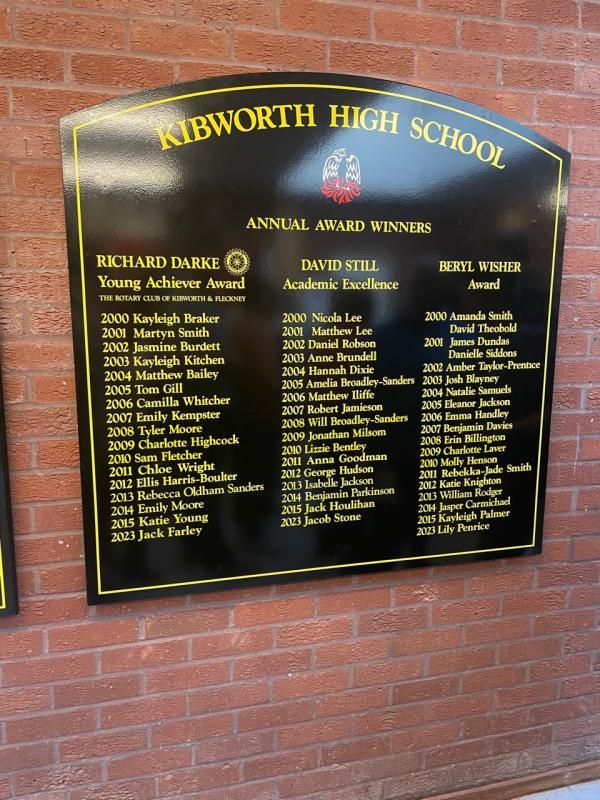 KIBWORTH HIGH SCHOOL
ANNUAL AWARD WINNERS
RICHARD DARKE
Young Achiever Award
THE ROTARY CLUB OF KIBWORTH & FLECKNEY
2000 Kayleigh Braker
2001 Martyn Smith
2002 Jasmine Burdett
2003 Kayleigh Kitchen
2004 Matthew Bailey
2005 Tom Gill
2006 Camilla Whitcher
2007 Emily Kempster
2008 Tyler Moore
2009 Charlotte Highcock
2010 Sam Fletcher
2011 Chloe Wright
2012 Ellis Harris-Boulter
2013 Rebecca Oldham Sanders
2014 Emily Moore
2015 Katie Young
2023 Jack Farley
DAVID STILL
Academic Excellence
2000 Nicola Lee
2001 Matthew Lee
2002 Daniel Robson
2003 Anne Brundell
2004 Hannah Dixie
2005 Amelia Broadley-Sanders
2006 Matthew Iliffe
2007 Robert Jamieson
2008 Will Broadley-Sanders
2009 Jonathan Milsom
2010 Lizzie Bentley
2011 Anna Goodman
2012 George Hudson
2013 Isabelle Jackson
2014 Benjamin Parkinson
2015 Jack Houlihan
2023 Jacob Stone
BERYL WISHER
Award
2000 Amanda Smith
David Theobold
2001 James Dundas
Danielle Siddons
2002 Amber Taylor-Prentice
2003 Josh Blayney
2004 Natalie Samuels
2005 Eleanor Jackson
2006 Emma Handley
2007 Benjamin Davies
2008 Erin Billington
2009 Charlotte Laver
2010 Molly Henson
2011 Rebekka-Jade Smith
2012 Katie Knighton
2013 William Rodger
2014 Jasper Carmichael
2015 Kayleigh Palmer
2023 Lily Penrice